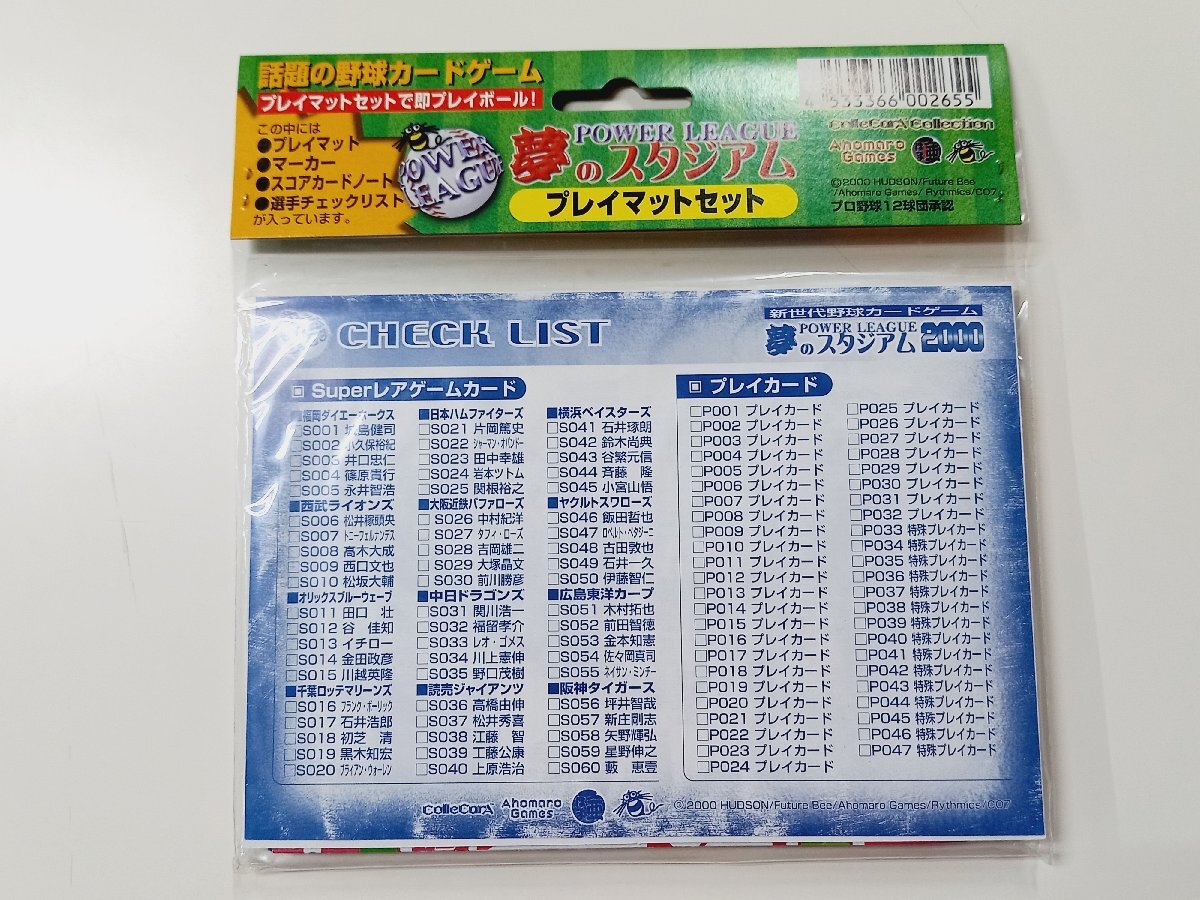 話題の野球カードゲーム
プレイマットセットで即プレイボール!
この中には
●プレイマット
●マーカー
●スコアカードノート
●選手チェックリスト
が入っています。
POWER LEAGUE
POWER LEAGUE
夢のスタジアム
プレイマットセット
4 533366 002655
ColleCarA Collection
Ahomaro Games
©2000 HUDSON/Future Bee
/Ahomaro Games/ Rythmics/C07
プロ野球12球団承認
CHECK LIST
新世代野球カードゲーム
POWER LEAGUE
夢のスタジアム 2000
Superレアゲームカード
■福岡ダイエーホークス
□S001 城島健司
□S002 小久保裕紀
□S003 井口忠仁
□S004 篠原貴行
□S005 永井智浩
■西武ライオンズ
□S006 松井稼頭央
□S007 トニーフェルナンデス
□S008 高木大成
□S009 西口文也
□S010 松坂大輔
■オリックスブルーウェーブ
□S011 田口 壮
□S012 谷 佳知
□S013 イチロー
□S014 金田政彦
□S015 川越英隆
■千葉ロッテマリーンズ
□S016 フランク・ボーリック
□S017 石井浩郎
□S018 初芝 清
□S019 黒木知宏
□S020 ブライアン・ウォーレン
■日本ハムファイターズ
□S021 片岡篤史
□S022 シャーマン・オバンドー
□S023 田中幸雄
□S024 岩本ツトム
□S025 関根裕之
■大阪近鉄バファローズ
□S026 中村紀洋
□S027 タフィ・ローズ
□S028 吉岡雄二
□S029 大塚晶文
□S030 前川勝彦
■中日ドラゴンズ
□S031 関川浩一
□S032 福留孝介
□S033 レオ・ゴメス
□S034 川上憲伸
□S035 野口茂樹
■読売ジャイアンツ
□S036 高橋由伸
□S037 松井秀喜
□S038 江藤 智
□S039 工藤公康
□S040 上原浩治
■横浜ベイスターズ
□S041 石井琢朗
□S042 鈴木尚典
□S043 谷繁元信
□S044 斉藤 隆
□S045 小宮山悟
■ヤクルトスワローズ
□S046 飯田哲也
□S047 ロベルト・ペタジーニ
□S048 古田敦也
□S049 石井一久
□S050 伊藤智仁
■広島東洋カープ
□S051 木村拓也
□S052 前田智徳
□S053 金本知憲
□S054 佐々岡真司
□S055 ネイサン・ミンチー
■阪神タイガース
□S056 坪井智哉
□S057 新庄剛志
□S058 矢野輝弘
□S059 星野伸之
□S060 藪 恵壹
プレイカード
□P001 プレイカード
□P002 プレイカード
□P003 プレイカード
□P004 プレイカード
□P005 プレイカード
□P006 プレイカード
□P007 プレイカード
□P008 プレイカード
□P009 プレイカード
□P010 プレイカード
□P011 プレイカード
□P012 プレイカード
□P013 プレイカード
□P014 プレイカード
□P015 プレイカード
□P016 プレイカード
□P017 プレイカード
□P018 プレイカード
□P019 プレイカード
□P020 プレイカード
□P021 プレイカード
□P022 プレイカード
□P023 プレイカード
□P024 プレイカード
□P025 プレイカード
□P026 プレイカード
□P027 プレイカード
□P028 プレイカード
□P029 プレイカード
□P030 プレイカード
□P031 プレイカード
□P032 プレイカード
□P033 特殊プレイカード
□P034 特殊プレイカード
□P035 特殊プレイカード
□P036 特殊プレイカード
□P037 特殊プレイカード
□P038 特殊プレイカード
□P039 特殊プレイカード
□P040 特殊プレイカード
□P041 特殊プレイカード
□P042 特殊プレイカード
□P043 特殊プレイカード
□P044 特殊プレイカード
□P045 特殊プレイカード
□P046 特殊プレイカード
□P047 特殊プレイカード
ColleCarA
Ahomaro Games
©2000 HUDSON/Future Bee/Ahomaro Games/Rythmics/C07